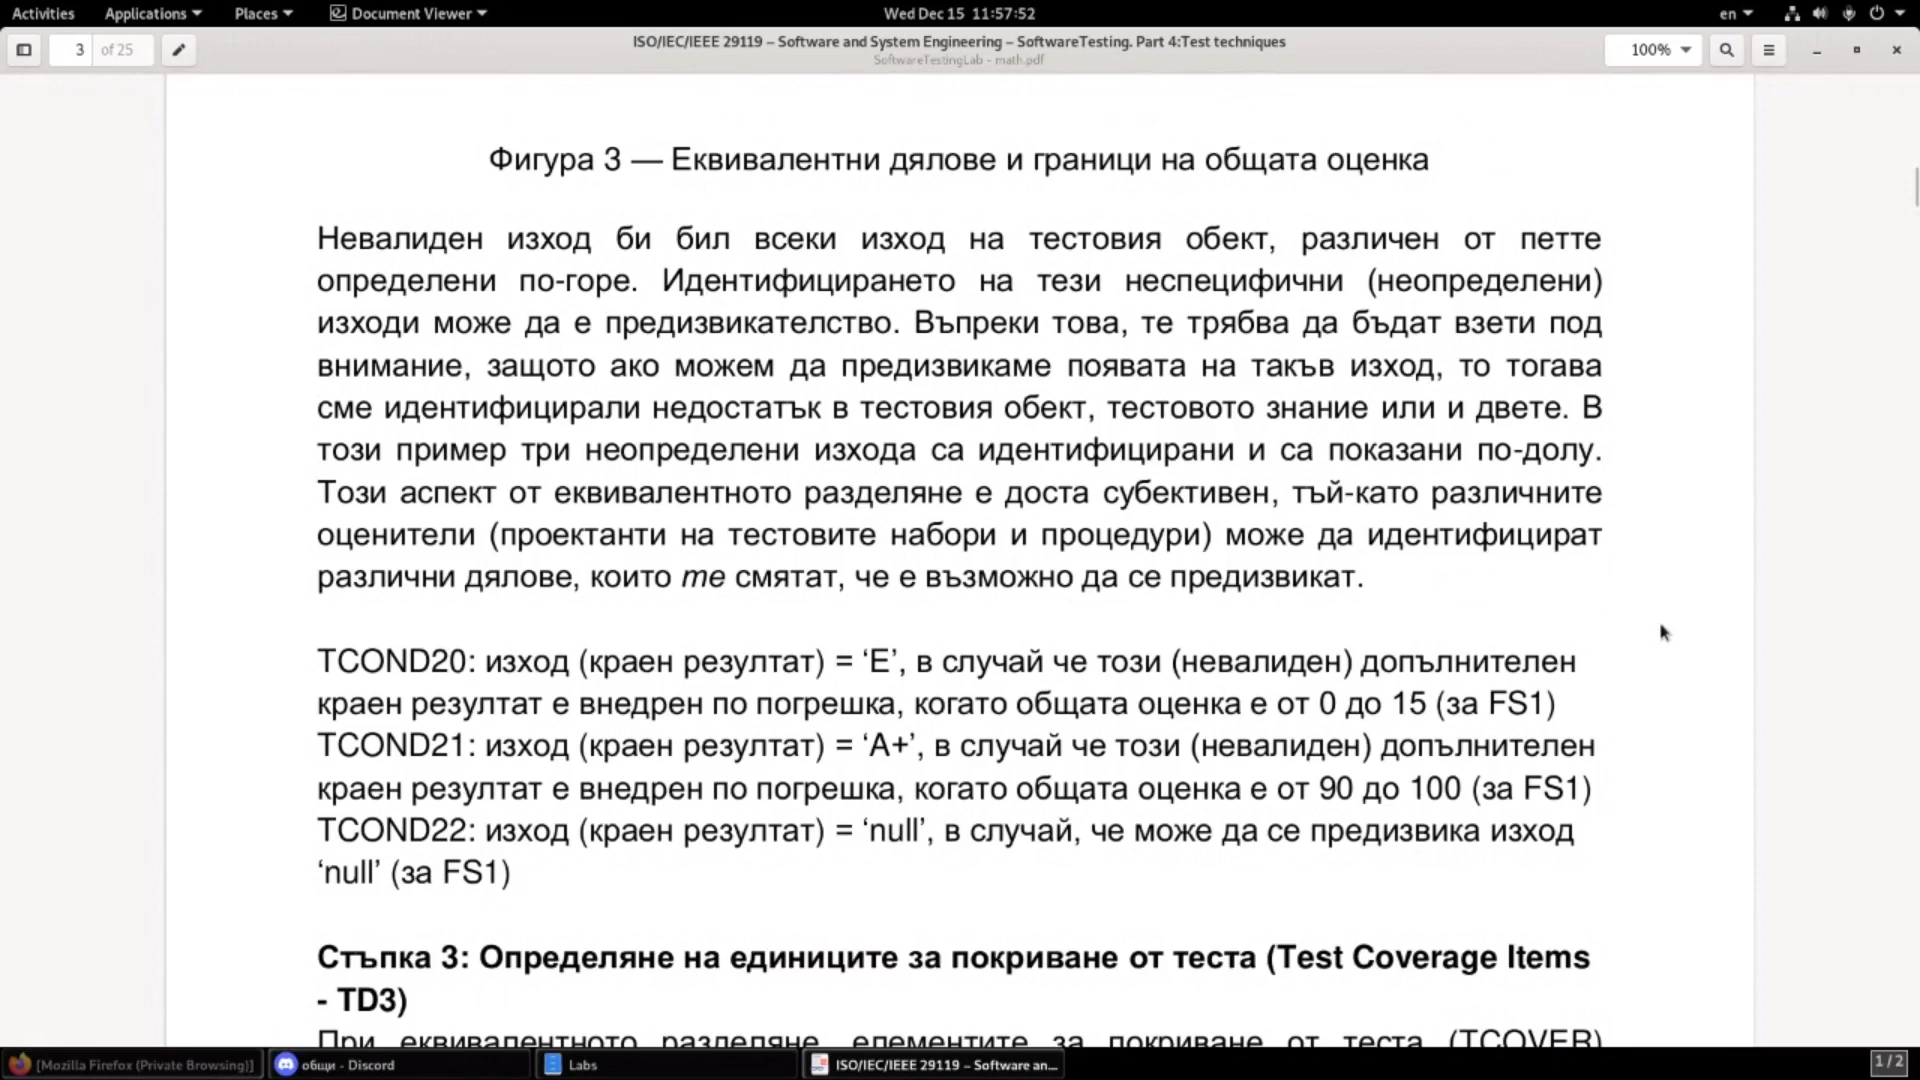 Activities Applications Places Document Viewer Wed Dec 15 11:57:52 en
3 of 25 ISO/IEC/IEEE 29119 – Software and System Engineering – SoftwareTesting. Part 4:Test techniques 100%
SoftwareTestingLab - math.pdf
Фигура 3 — Еквивалентни дялове и граници на общата оценка
Невалиден изход би бил всеки изход на тестовия обект, различен от петте
определени по-горе. Идентифицирането на тези неспецифични (неопределени)
изходи може да е предизвикателство. Въпреки това, те трябва да бъдат взети под
внимание, защото ако можем да предизвикаме появата на такъв изход, то тогава
сме идентифицирали недостатък в тестовия обект, тестовото знание или и двете. В
този пример три неопределени изхода са идентифицирани и са показани по-долу.
Този аспект от еквивалентното разделяне е доста субективен, тъй-като различните
оценители (проектанти на тестовите набори и процедури) може да идентифицират
различни дялове, които те смятат, че е възможно да се предизвикат.
TCOND20: изход (краен резултат) = ‘E’, в случай че този (невалиден) допълнителен
краен резултат е внедрен по погрешка, когато общата оценка е от 0 до 15 (за FS1)
TCOND21: изход (краен резултат) = ‘A+’, в случай че този (невалиден) допълнителен
краен резултат е внедрен по погрешка, когато общата оценка е от 90 до 100 (за FS1)
TCOND22: изход (краен резултат) = ‘null’, в случай, че може да се предизвика изход
‘null’ (за FS1)
Стъпка 3: Определяне на единиците за покриване от теста (Test Coverage Items
- TD3)
При еквивалентното разделяне, елементите за покриване от теста (TCOVER)
[Mozilla Firefox (Private Browsing)] общи - Discord Labs ISO/IEC/IEEE 29119 – Software an... 1 / 2